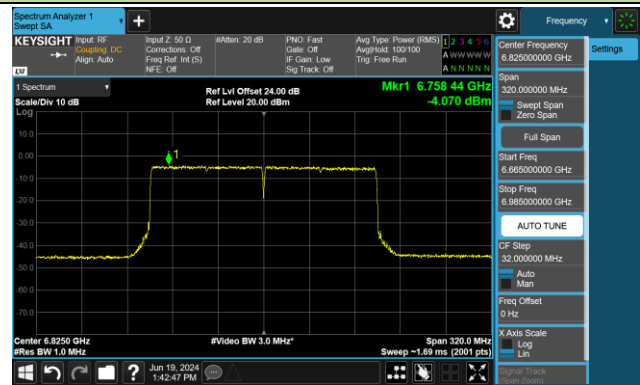 Spectrum Analyzer 1
Swept SA
+
Frequency
KEYSIGHT
Input: RF
Coupling: DC
Align: Auto
Input Z: 50 Ω
Corrections: Off
Freq Ref: Int (S)
NFE: Off
#Atten: 20 dB
PNO: Fast
Gate: Off
IF Gain: Low
Sig Track: Off
Avg Type: Power (RMS)
Avg|Hold: 100/100
Trig: Free Run
1 2 3 4 5 6
A W W W W W
A N N N N N
LXI
1 Spectrum
Scale/Div 10 dB
Log
Ref Lvl Offset 24.00 dB
Ref Level 20.00 dBm
Mkr1 6.758 44 GHz
-4.070 dBm
10.0
0.00
-10.0
-20.0
-30.0
-40.0
-50.0
-60.0
-70.0
1
Center 6.8250 GHz
#Res BW 1.0 MHz
#Video BW 3.0 MHz*
Span 320.0 MHz
Sweep ~1.69 ms (2001 pts)
Jun 19, 2024
1:42:47 PM
?
Center Frequency
6.825000000 GHz
Span
320.000000 MHz
Swept Span
Zero Span
Full Span
Start Freq
6.665000000 GHz
Stop Freq
6.985000000 GHz
AUTO TUNE
CF Step
32.000000 MHz
Auto
Man
Freq Offset
0 Hz
X Axis Scale
Log
Lin
Signal Track
(Span Zoom)
Settings